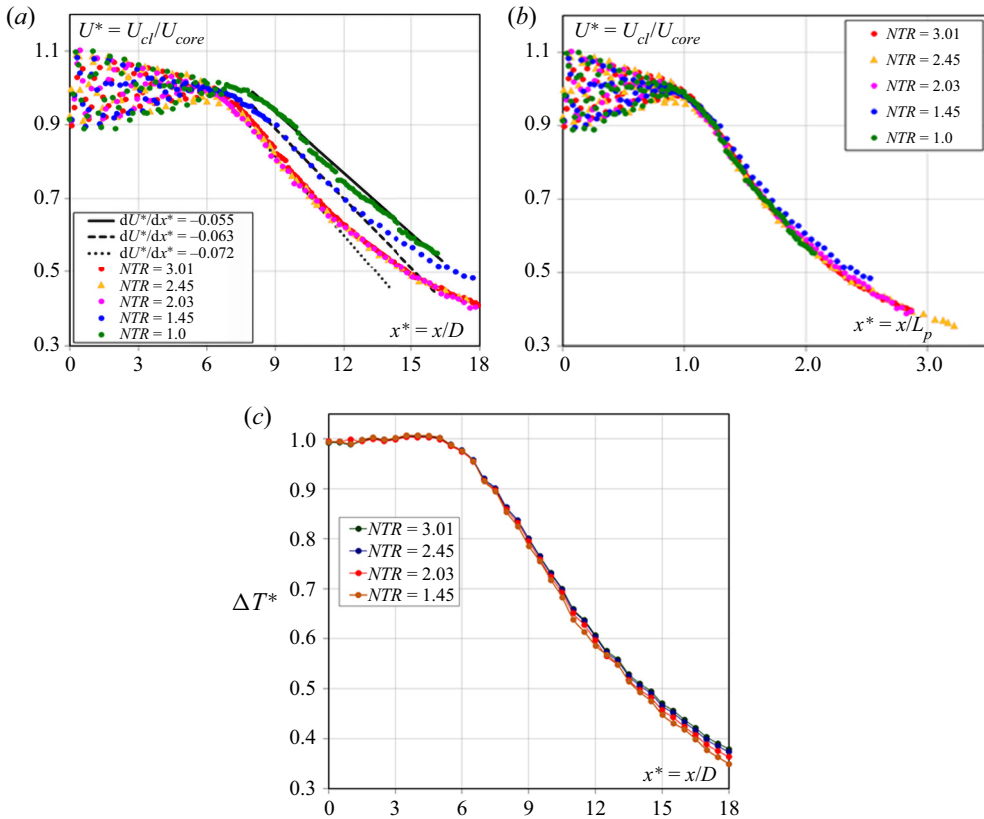 (a)
U* = U_cl/U_core
1.1
0.9
0.7
0.5
0.3
dU*/dx* = –0.055
dU*/dx* = –0.063
dU*/dx* = –0.072
NTR = 3.01
NTR = 2.45
NTR = 2.03
NTR = 1.45
NTR = 1.0
x* = x/D
0 3 6 9 12 15 18
(b)
U* = U_cl/U_core
1.1
0.9
0.7
0.5
0.3
NTR = 3.01
NTR = 2.45
NTR = 2.03
NTR = 1.45
NTR = 1.0
x* = x/L_p
0 1.0 2.0 3.0
(c)
1.0
0.9
0.8
0.7
0.6
0.5
0.4
0.3
ΔT*
NTR = 3.01
NTR = 2.45
NTR = 2.03
NTR = 1.45
x* = x/D
0 3 6 9 12 15 18